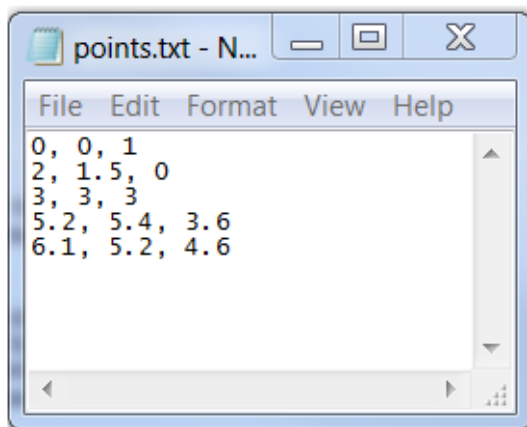 points.txt - N...
File Edit Format View Help
0, 0, 1
2, 1.5, 0
3, 3, 3
5.2, 5.4, 3.6
6.1, 5.2, 4.6